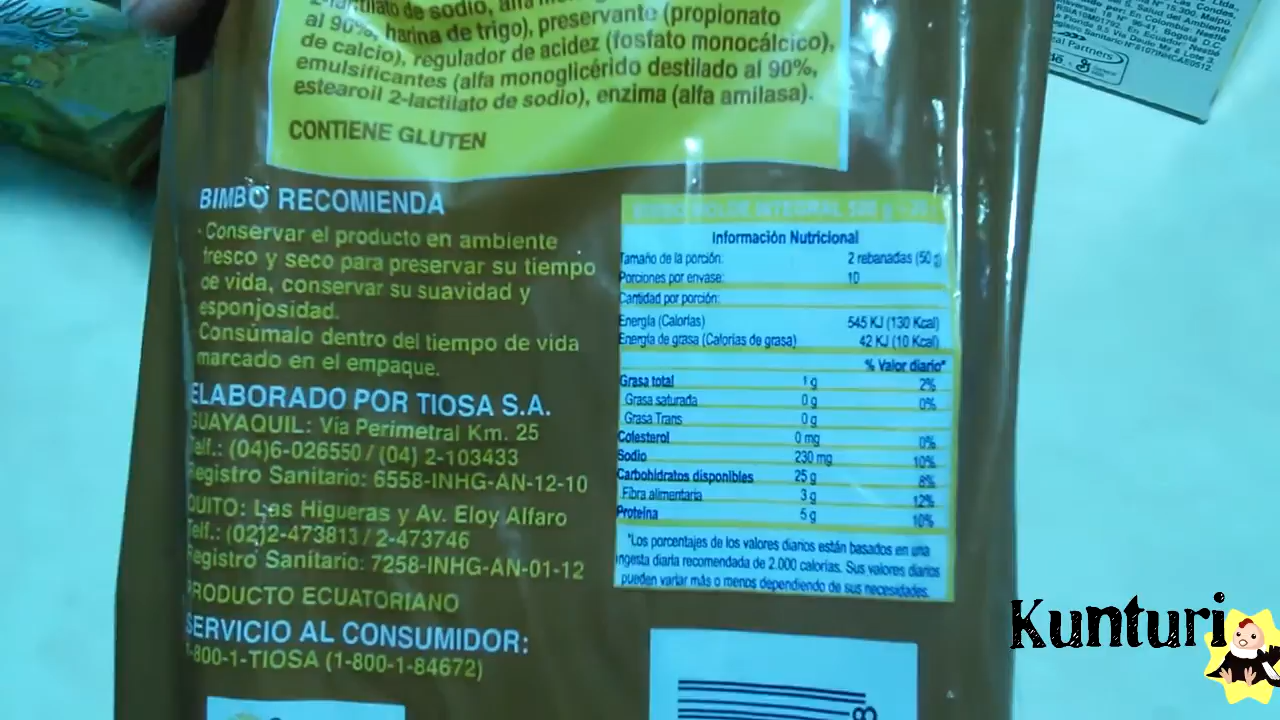 2-lactilato de sodio,
al 90%, harina de trigo), preservante (propionato
de calcio), regulador de acidez (fosfato monocálcico),
emulsificantes (alfa monoglicérido destilado al 90%,
estearoil 2-lactilato de sodio), enzima (alfa amilasa).
CONTIENE GLUTEN
BIMBO RECOMIENDA
· Conservar el producto en ambiente
fresco y seco para preservar su tiempo
de vida, conservar su suavidad y
esponjosidad.
Consúmalo dentro del tiempo de vida
marcado en el empaque.
ELABORADO POR TIOSA S.A.
GUAYAQUIL: Vía Perimetral Km. 25
Telf.: (04)6-026550 / (04) 2-103433
Registro Sanitario: 6558-INHG-AN-12-10
QUITO: Las Higueras y Av. Eloy Alfaro
Telf.: (02)2-473813 / 2-473746
Registro Sanitario: 7258-INHG-AN-01-12
PRODUCTO ECUATORIANO
SERVICIO AL CONSUMIDOR:
1-800-1-TIOSA (1-800-1-84672)
MOLDE INTEGRAL
Información Nutricional
Tamaño de la porción: 2 rebanadas (50 g
Porciones por envase: 10
Cantidad por porción:
Energía (Calorías) 545 KJ (130 Kcal)
Energía de grasa (Calorías de grasa) 42 KJ (10 Kcal)
% Valor diario*
Grasa total 1 g 2%
Grasa saturada 0 g 0%
Grasa Trans 0 g
Colesterol 0 mg 0%
Sodio 230 mg 10%
Carbohidratos disponibles 25 g 8%
Fibra alimentaria 3 g 12%
Proteína 5 g 10%
*Los porcentajes de los valores diarios están basados en una
ingesta diaria recomendada de 2.000 calorías. Sus valores diarios
pueden variar más o menos dependiendo de sus necesidades.
8
Kunturi